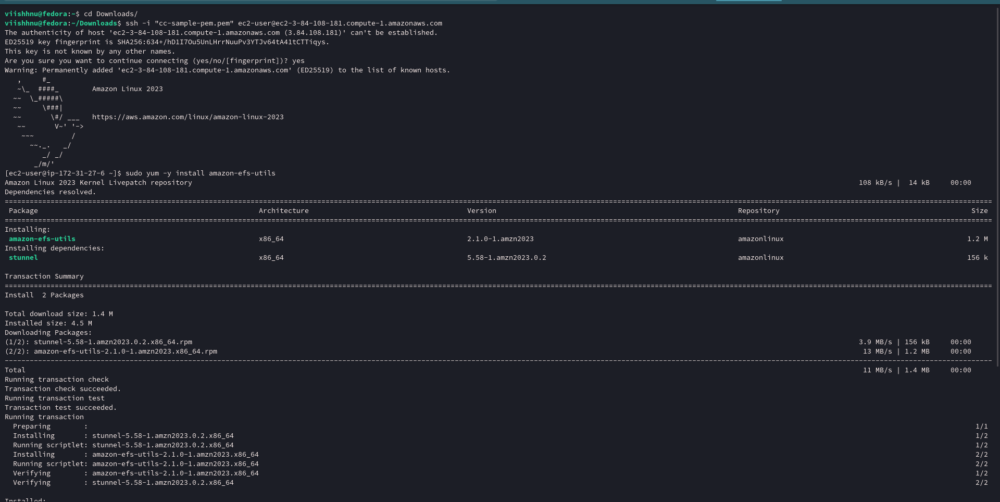 viishhnu@fedora:~$ cd Downloads/
viishhnu@fedora:~/Downloads$ ssh -i "cc-sample-pem.pem" ec2-user@ec2-3-84-108-181.compute-1.amazonaws.com
The authenticity of host 'ec2-3-84-108-181.compute-1.amazonaws.com (3.84.108.181)' can't be established.
ED25519 key fingerprint is SHA256:634+/hD1I7Ou5UnLHrrNuuPv3YTJv64tA41tCTTiqys.
This key is not known by any other names.
Are you sure you want to continue connecting (yes/no/[fingerprint])? yes
Warning: Permanently added 'ec2-3-84-108-181.compute-1.amazonaws.com' (ED25519) to the list of known hosts.
   ,     #_
   ~\_  ####_        Amazon Linux 2023
  ~~  \_#####\
  ~~     \###|
  ~~       \#/ ___   https://aws.amazon.com/linux/amazon-linux-2023
   ~~       V~' '->
    ~~~         /
      ~~._.   _/
         _/ _/
       _/m/'
[ec2-user@ip-172-31-27-6 ~]$ sudo yum -y install amazon-efs-utils
Amazon Linux 2023 Kernel Livepatch repository 108 kB/s | 14 kB 00:00
Dependencies resolved.
================================================================================
Package Architecture Version Repository Size
================================================================================
Installing:
amazon-efs-utils x86_64 2.1.0-1.amzn2023 amazonlinux 1.2 M
Installing dependencies:
stunnel x86_64 5.58-1.amzn2023.0.2 amazonlinux 156 k
Transaction Summary
================================================================================
Install  2 Packages
Total download size: 1.4 M
Installed size: 4.5 M
Downloading Packages:
(1/2): stunnel-5.58-1.amzn2023.0.2.x86_64.rpm 3.9 MB/s | 156 kB 00:00
(2/2): amazon-efs-utils-2.1.0-1.amzn2023.x86_64.rpm 13 MB/s | 1.2 MB 00:00
--------------------------------------------------------------------------------
Total 11 MB/s | 1.4 MB 00:00
Running transaction check
Transaction check succeeded.
Running transaction test
Transaction test succeeded.
Running transaction
Preparing : 1/1
Installing : stunnel-5.58-1.amzn2023.0.2.x86_64 1/2
Running scriptlet: stunnel-5.58-1.amzn2023.0.2.x86_64 1/2
Installing : amazon-efs-utils-2.1.0-1.amzn2023.x86_64 2/2
Running scriptlet: amazon-efs-utils-2.1.0-1.amzn2023.x86_64 2/2
Verifying : amazon-efs-utils-2.1.0-1.amzn2023.x86_64 1/2
Verifying : stunnel-5.58-1.amzn2023.0.2.x86_64 2/2
Installed: